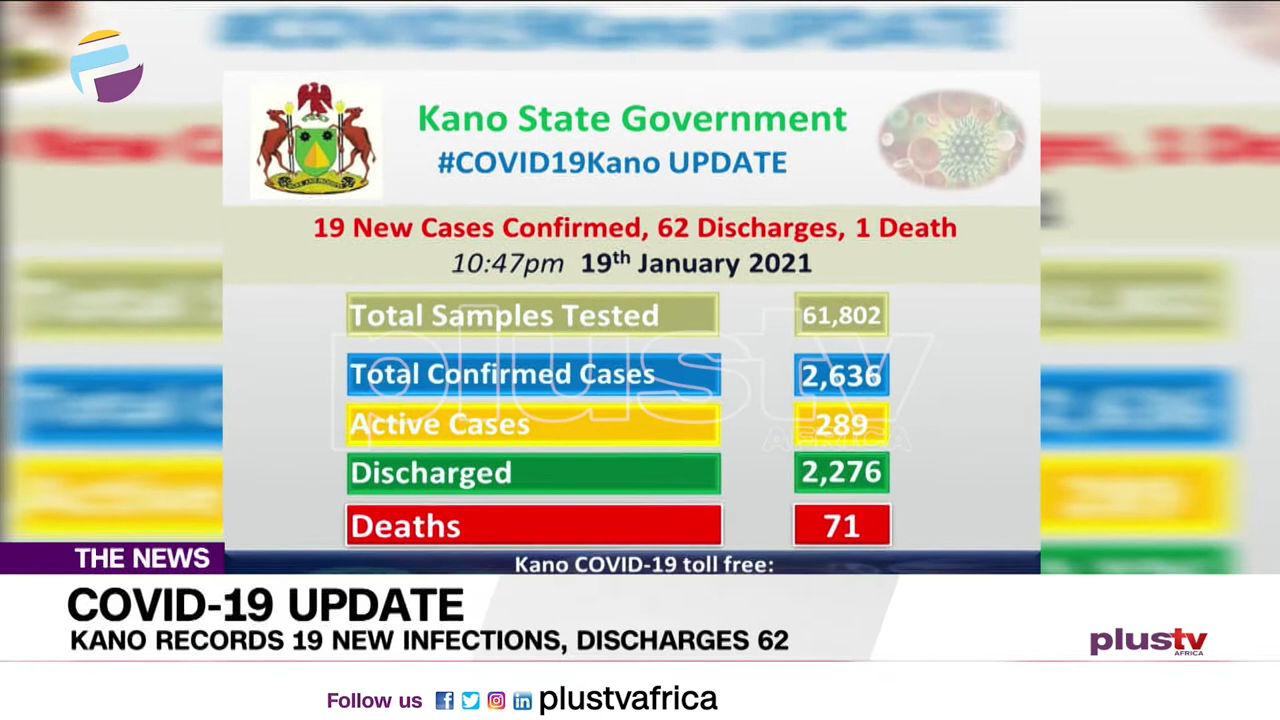 Kano State Government
#COVID19Kano UPDATE
19 New Cases Confirmed, 62 Discharges, 1 Death
10:47pm 19th January 2021
Total Samples Tested 61,802
Total Confirmed Cases 2,636
Active Cases 289
Discharged 2,276
Deaths 71
Kano COVID-19 toll free:
plustv
AFRICA
THE NEWS
COVID-19 UPDATE
KANO RECORDS 19 NEW INFECTIONS, DISCHARGES 62
plustv
AFRICA
Follow us plustvafrica